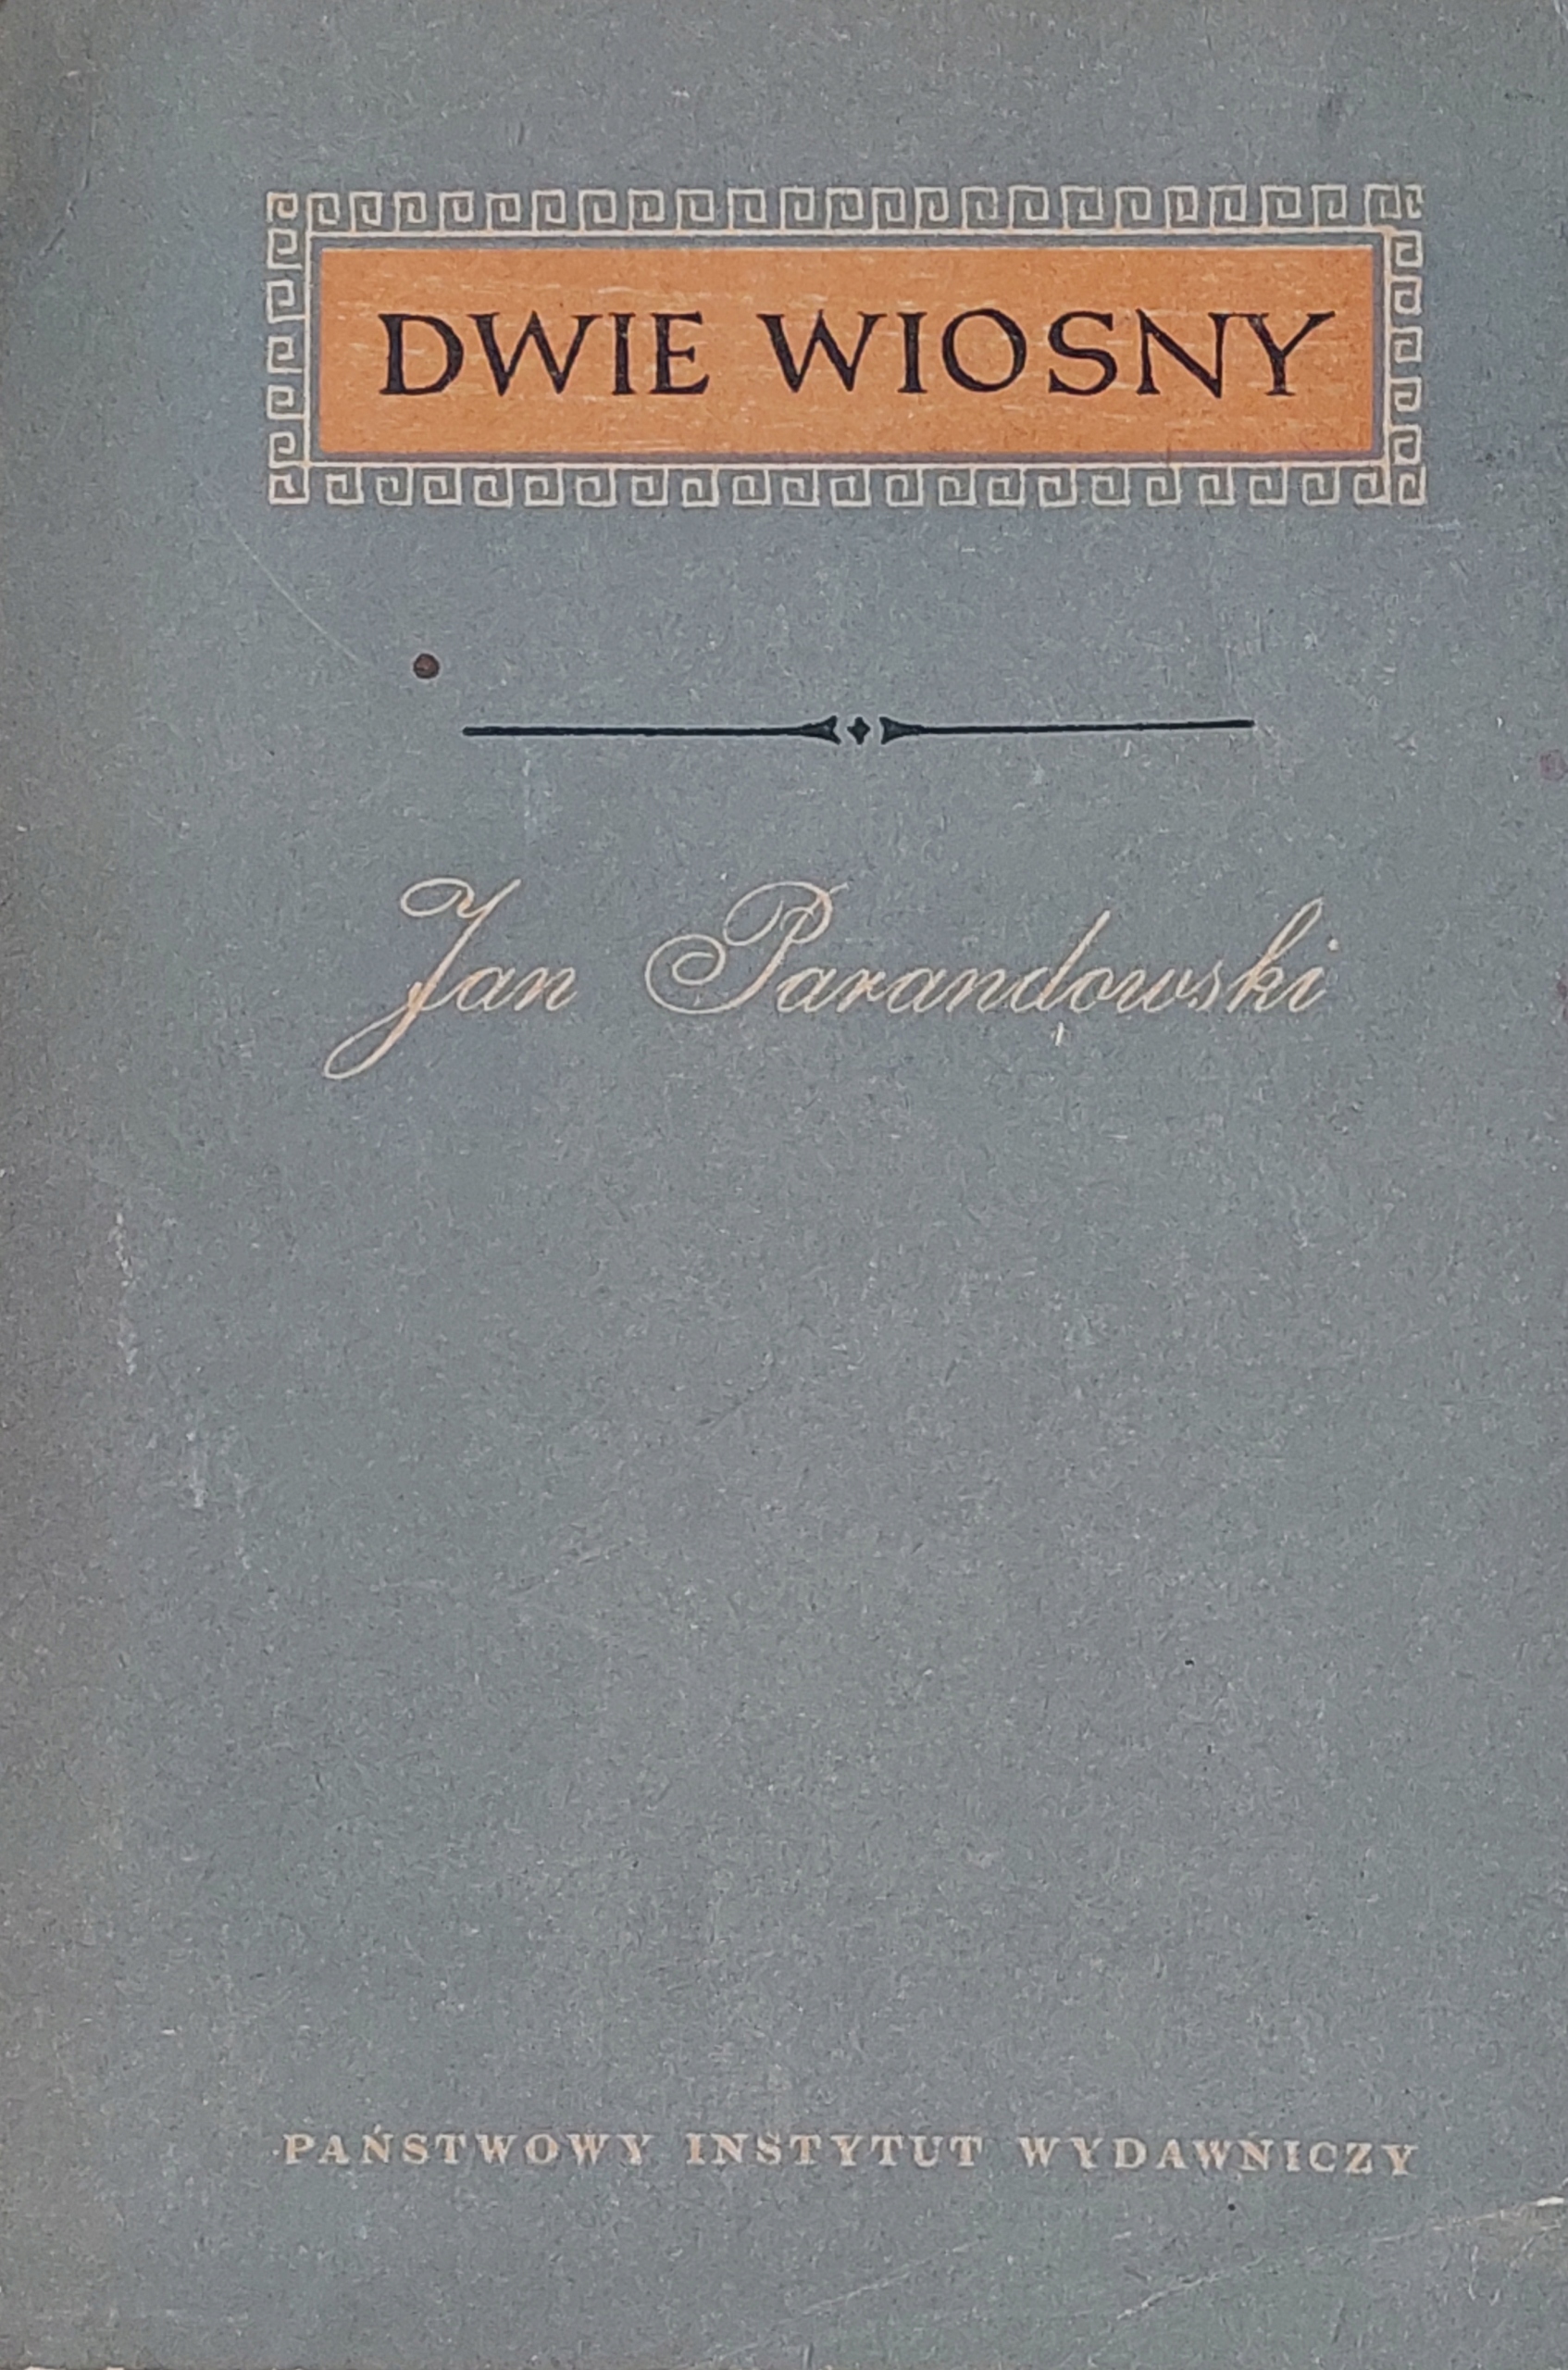 DWIE WIOSNY
Jan Parandowski
PAŃSTWOWY INSTYTUT WYDAWNICZY